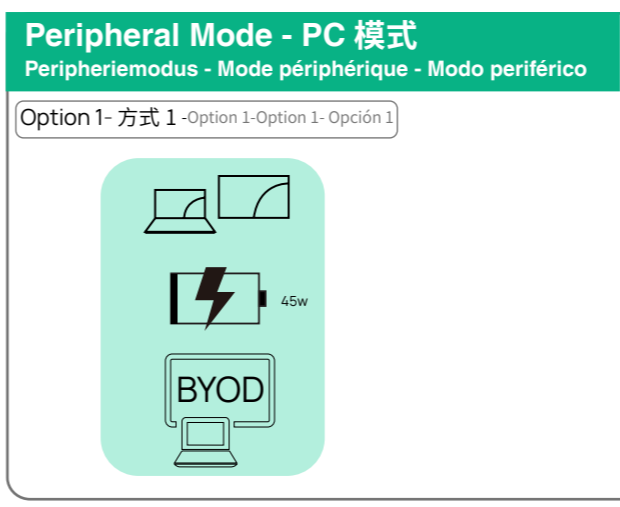 Peripheral Mode - PC 模式
Peripheriemodus - Mode périphérique - Modo periférico
Option 1- 方式 1 -Option 1-Option 1- Opción 1
45w
BYOD